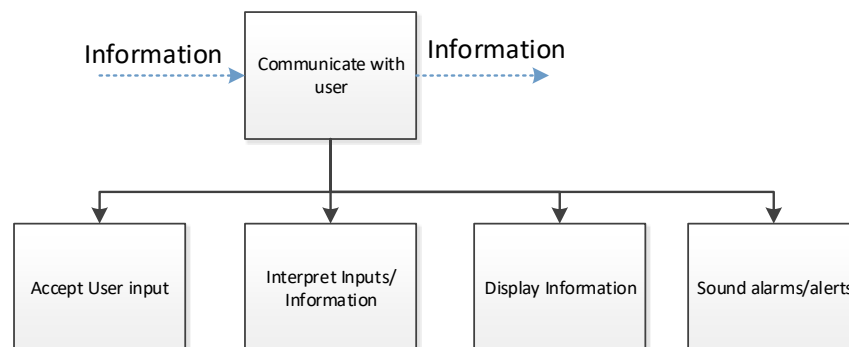 Information
Communicate with
user
Information
Accept User input
Interpret Inputs/
Information
Display Information
Sound alarms/alerts